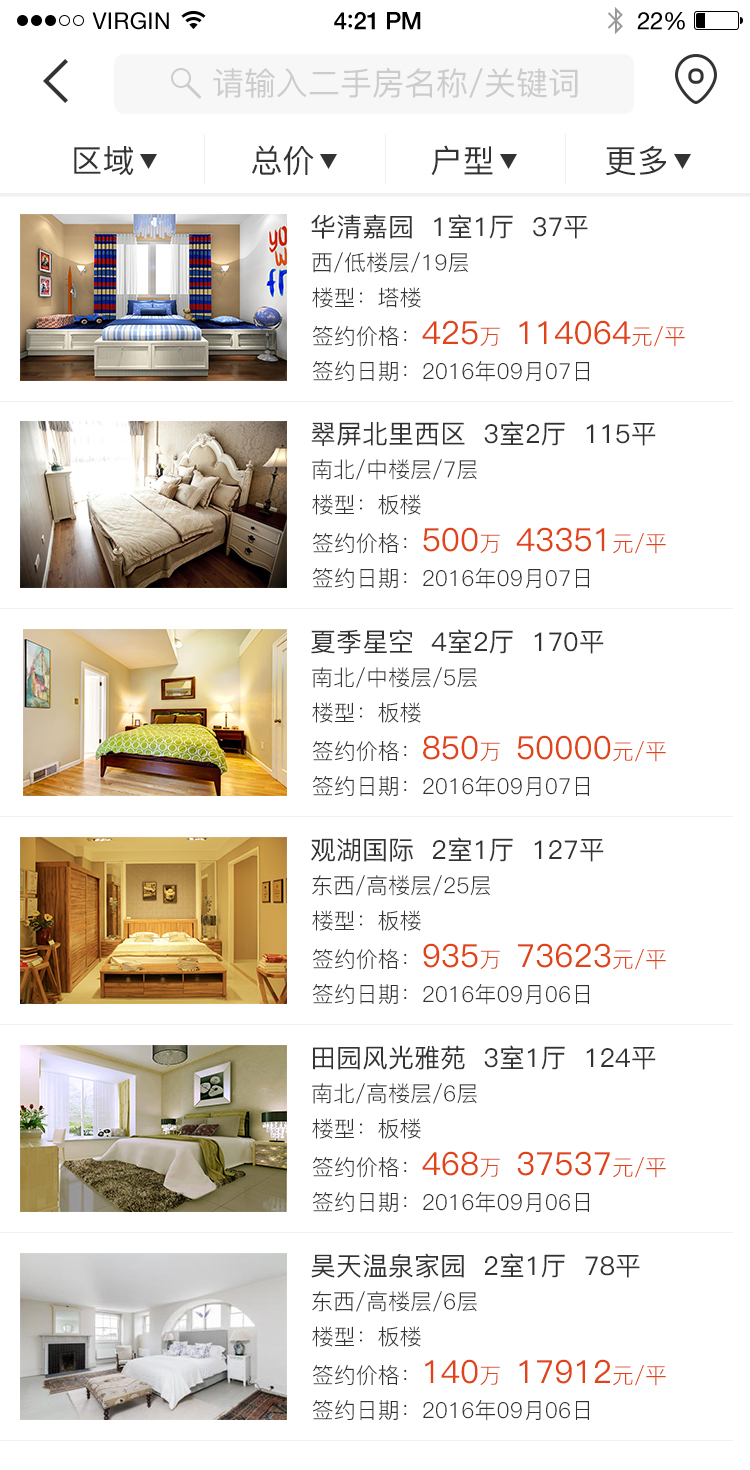 VIRGIN 4:21 PM 22%
请输入二手房名称/关键词
区域▼ 总价▼ 户型▼ 更多▼
华清嘉园 1室1厅 37平
西/低楼层/19层
楼型：塔楼
签约价格：425万 114064元/平
签约日期：2016年09月07日
翠屏北里西区 3室2厅 115平
南北/中楼层/7层
楼型：板楼
签约价格：500万 43351元/平
签约日期：2016年09月07日
夏季星空 4室2厅 170平
南北/中楼层/5层
楼型：板楼
签约价格：850万 50000元/平
签约日期：2016年09月07日
观湖国际 2室1厅 127平
东西/高楼层/25层
楼型：板楼
签约价格：935万 73623元/平
签约日期：2016年09月06日
田园风光雅苑 3室1厅 124平
南北/高楼层/6层
楼型：板楼
签约价格：468万 37537元/平
签约日期：2016年09月06日
昊天温泉家园 2室1厅 78平
东西/高楼层/6层
楼型：板楼
签约价格：140万 17912元/平
签约日期：2016年09月06日